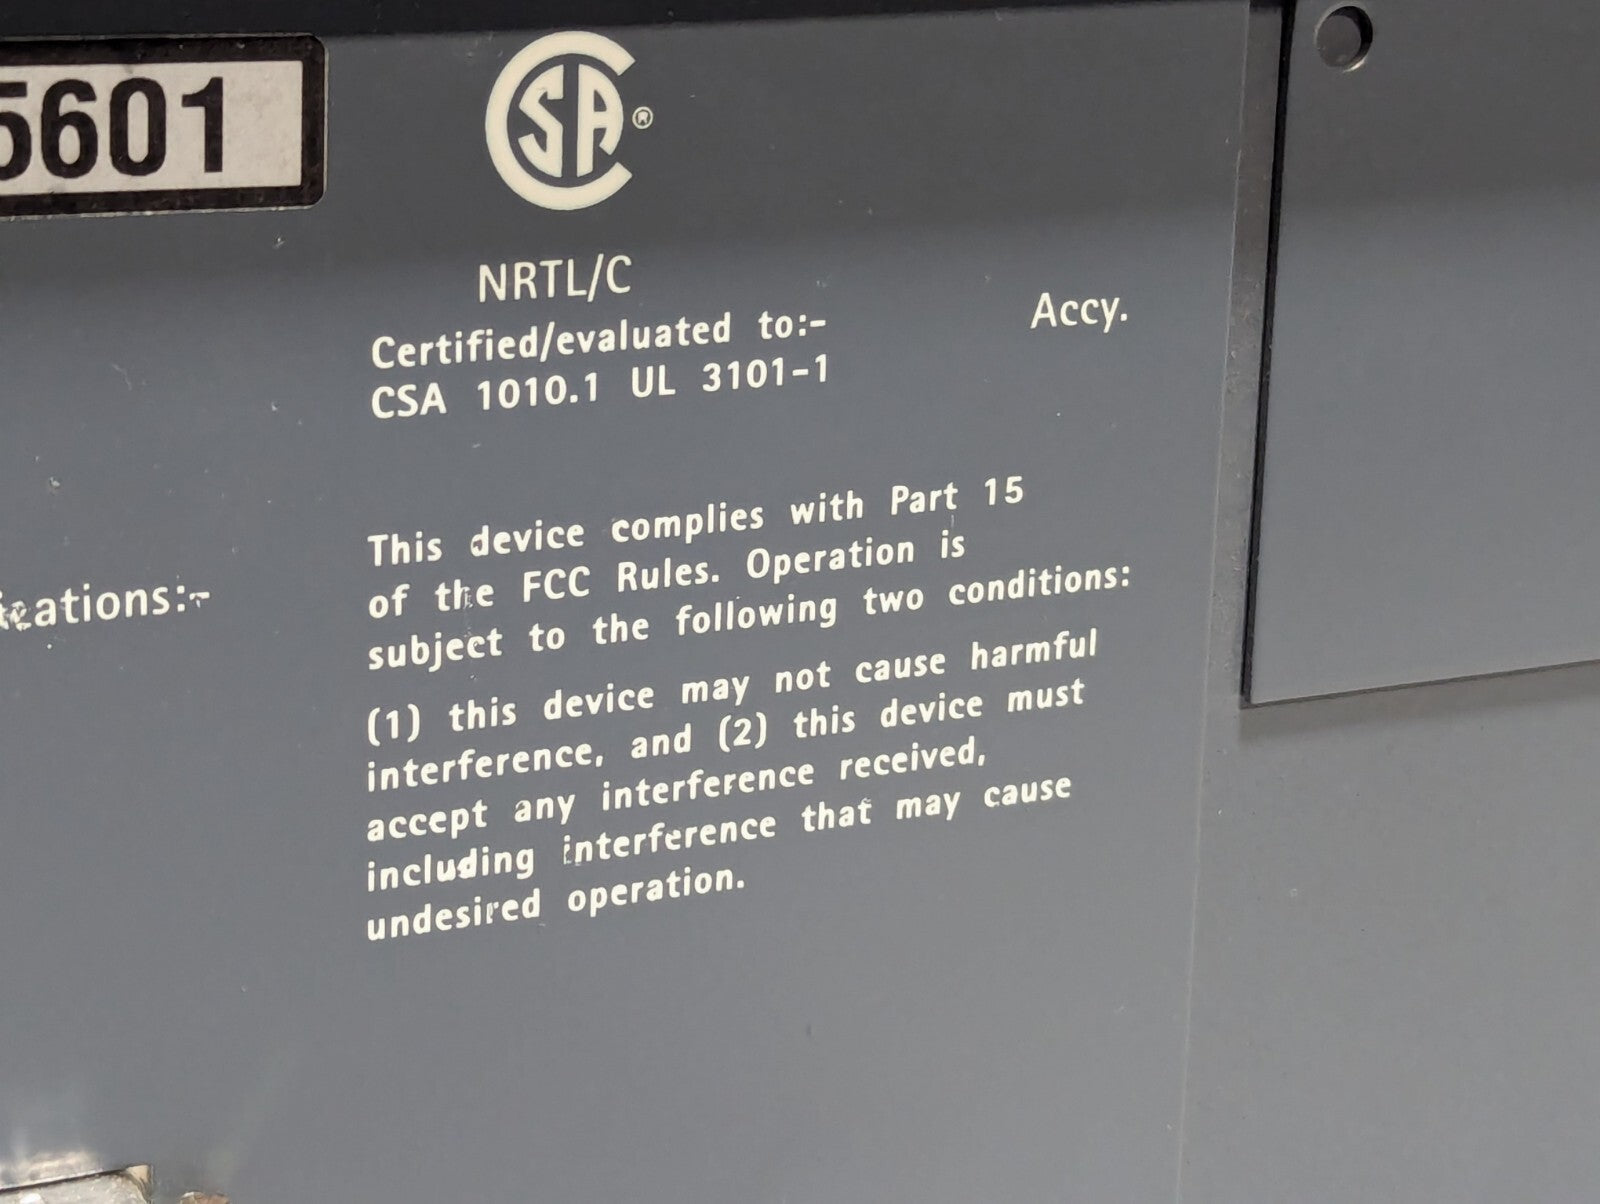 5601
CSA ®
NRTL/C
Certified/evaluated to:-
CSA 1010.1 UL 3101-1
Accy.
ications:-
This device complies with Part 15
of the FCC Rules. Operation is
subject to the following two conditions:
(1) this device may not cause harmful
interference, and (2) this device must
accept any interference received,
including interference that may cause
undesired operation.